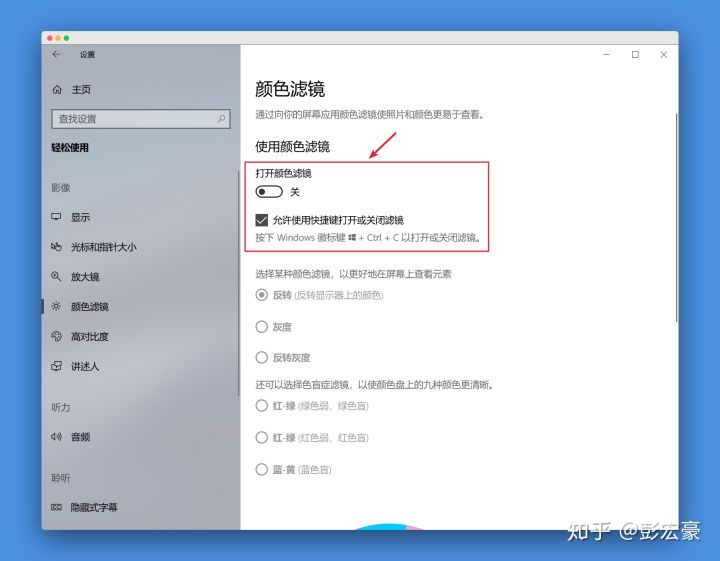 设置
主页
查找设置
轻松使用
影像
显示
光标和指针大小
放大镜
颜色滤镜
高对比度
讲述人
听力
音频
聆听
隐藏式字幕
颜色滤镜
通过向你的屏幕应用颜色滤镜使照片和颜色更易于查看。
使用颜色滤镜
打开颜色滤镜
关
允许使用快捷键打开或关闭滤镜
按下 Windows 徽标键 + Ctrl + C 以打开或关闭滤镜。
选择某种颜色滤镜，以更好地在屏幕上查看元素
反转 (反转显示器上的颜色)
灰度
反转灰度
还可以选择色盲症滤镜，以使颜色盘上的九种颜色更清晰。
红-绿 (绿色弱，绿色盲)
红-绿 (红色弱，红色盲)
蓝-黄 (蓝色盲)
知乎 @彭宏豪